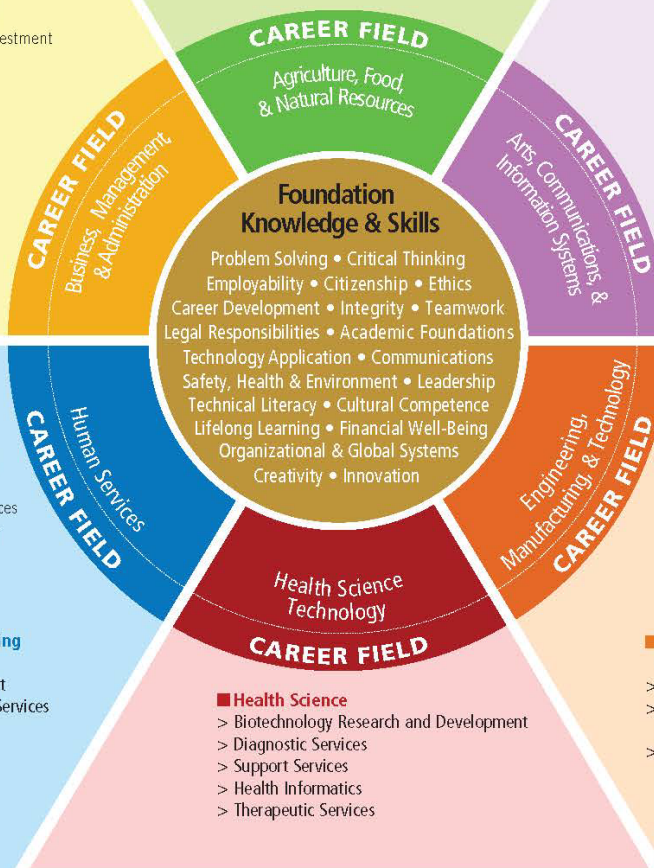 estment
CAREER FIELD
Agriculture, Food,
& Natural Resources
CAREER FIELD
Business, Management,
& Administration
CAREER FIELD
Arts, Communications, &
Information Systems
Foundation
Knowledge & Skills
Problem Solving • Critical Thinking
Employability • Citizenship • Ethics
Career Development • Integrity • Teamwork
Legal Responsibilities • Academic Foundations
Technology Application • Communications
Safety, Health & Environment • Leadership
Technical Literacy • Cultural Competence
Lifelong Learning • Financial Well-Being
Organizational & Global Systems
Creativity • Innovation
Human Services
CAREER FIELD
Engineering,
Manufacturing, & Technology
CAREER FIELD
Health Science
Technology
CAREER FIELD
ces
ing
t
Services
■ Health Science
> Biotechnology Research and Development
> Diagnostic Services
> Support Services
> Health Informatics
> Therapeutic Services
>
>
>